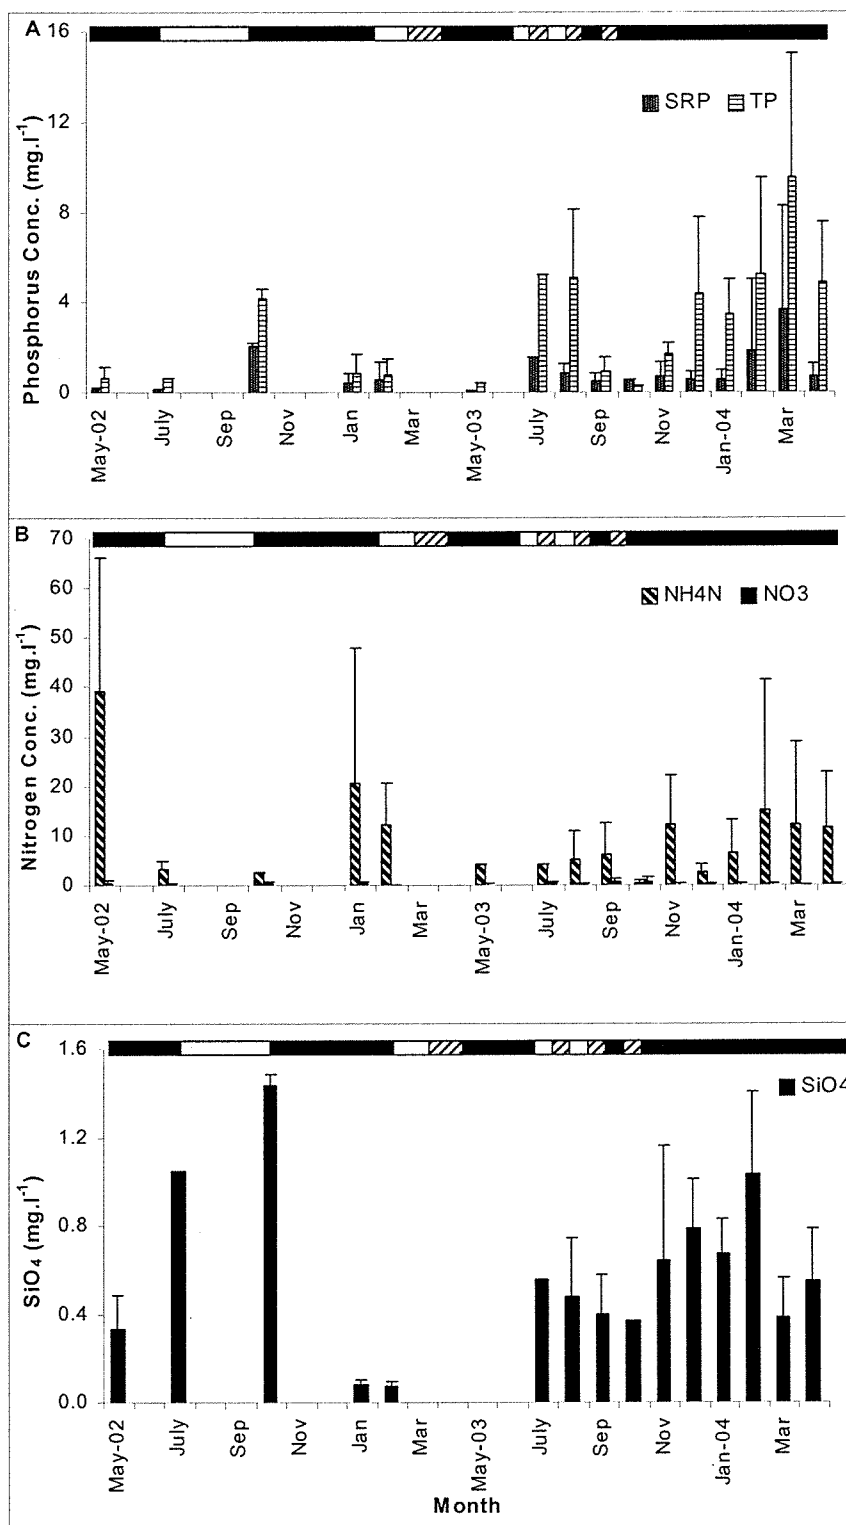 A
16
12
8
4
0
Phosphorus Conc. (mg.l⁻¹)
SRP TP
May-02 July Sep Nov Jan Mar May-03 July Sep Nov Jan-04 Mar
B
70
60
50
40
30
20
10
0
Nitrogen Conc. (mg.l⁻¹)
NH4N NO3
May-02 July Sep Nov Jan Mar May-03 July Sep Nov Jan-04 Mar
C
1.6
1.2
0.8
0.4
0.0
SiO₄ (mg.l⁻¹)
SiO4
May-02 July Sep Nov Jan Mar May-03 July Sep Nov Jan-04 Mar
Month